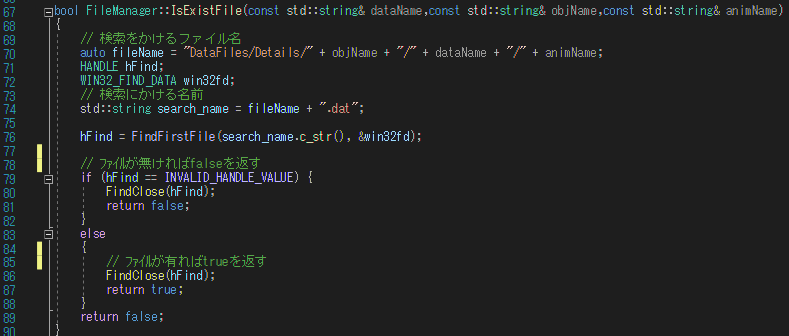 67 bool FileManager::IsExistFile(const std::string& dataName,const std::string& objName,const std::string& animName)
68 {
69 // 検索をかけるファイル名
70 auto fileName = "DataFiles/Details/" + objName + "/" + dataName + "/" + animName;
71 HANDLE hFind;
72 WIN32_FIND_DATA win32fd;
73 // 検索にかける名前
74 std::string search_name = fileName + ".dat";
75
76 hFind = FindFirstFile(search_name.c_str(), &win32fd);
77
78 // ﾌｧｲﾙが無ければfalseを返す
79 if (hFind == INVALID_HANDLE_VALUE) {
80 FindClose(hFind);
81 return false;
82 }
83 else
84 {
85 // ﾌｧｲﾙが有ればtrueを返す
86 FindClose(hFind);
87 return true;
88 }
89 return false;
90 }